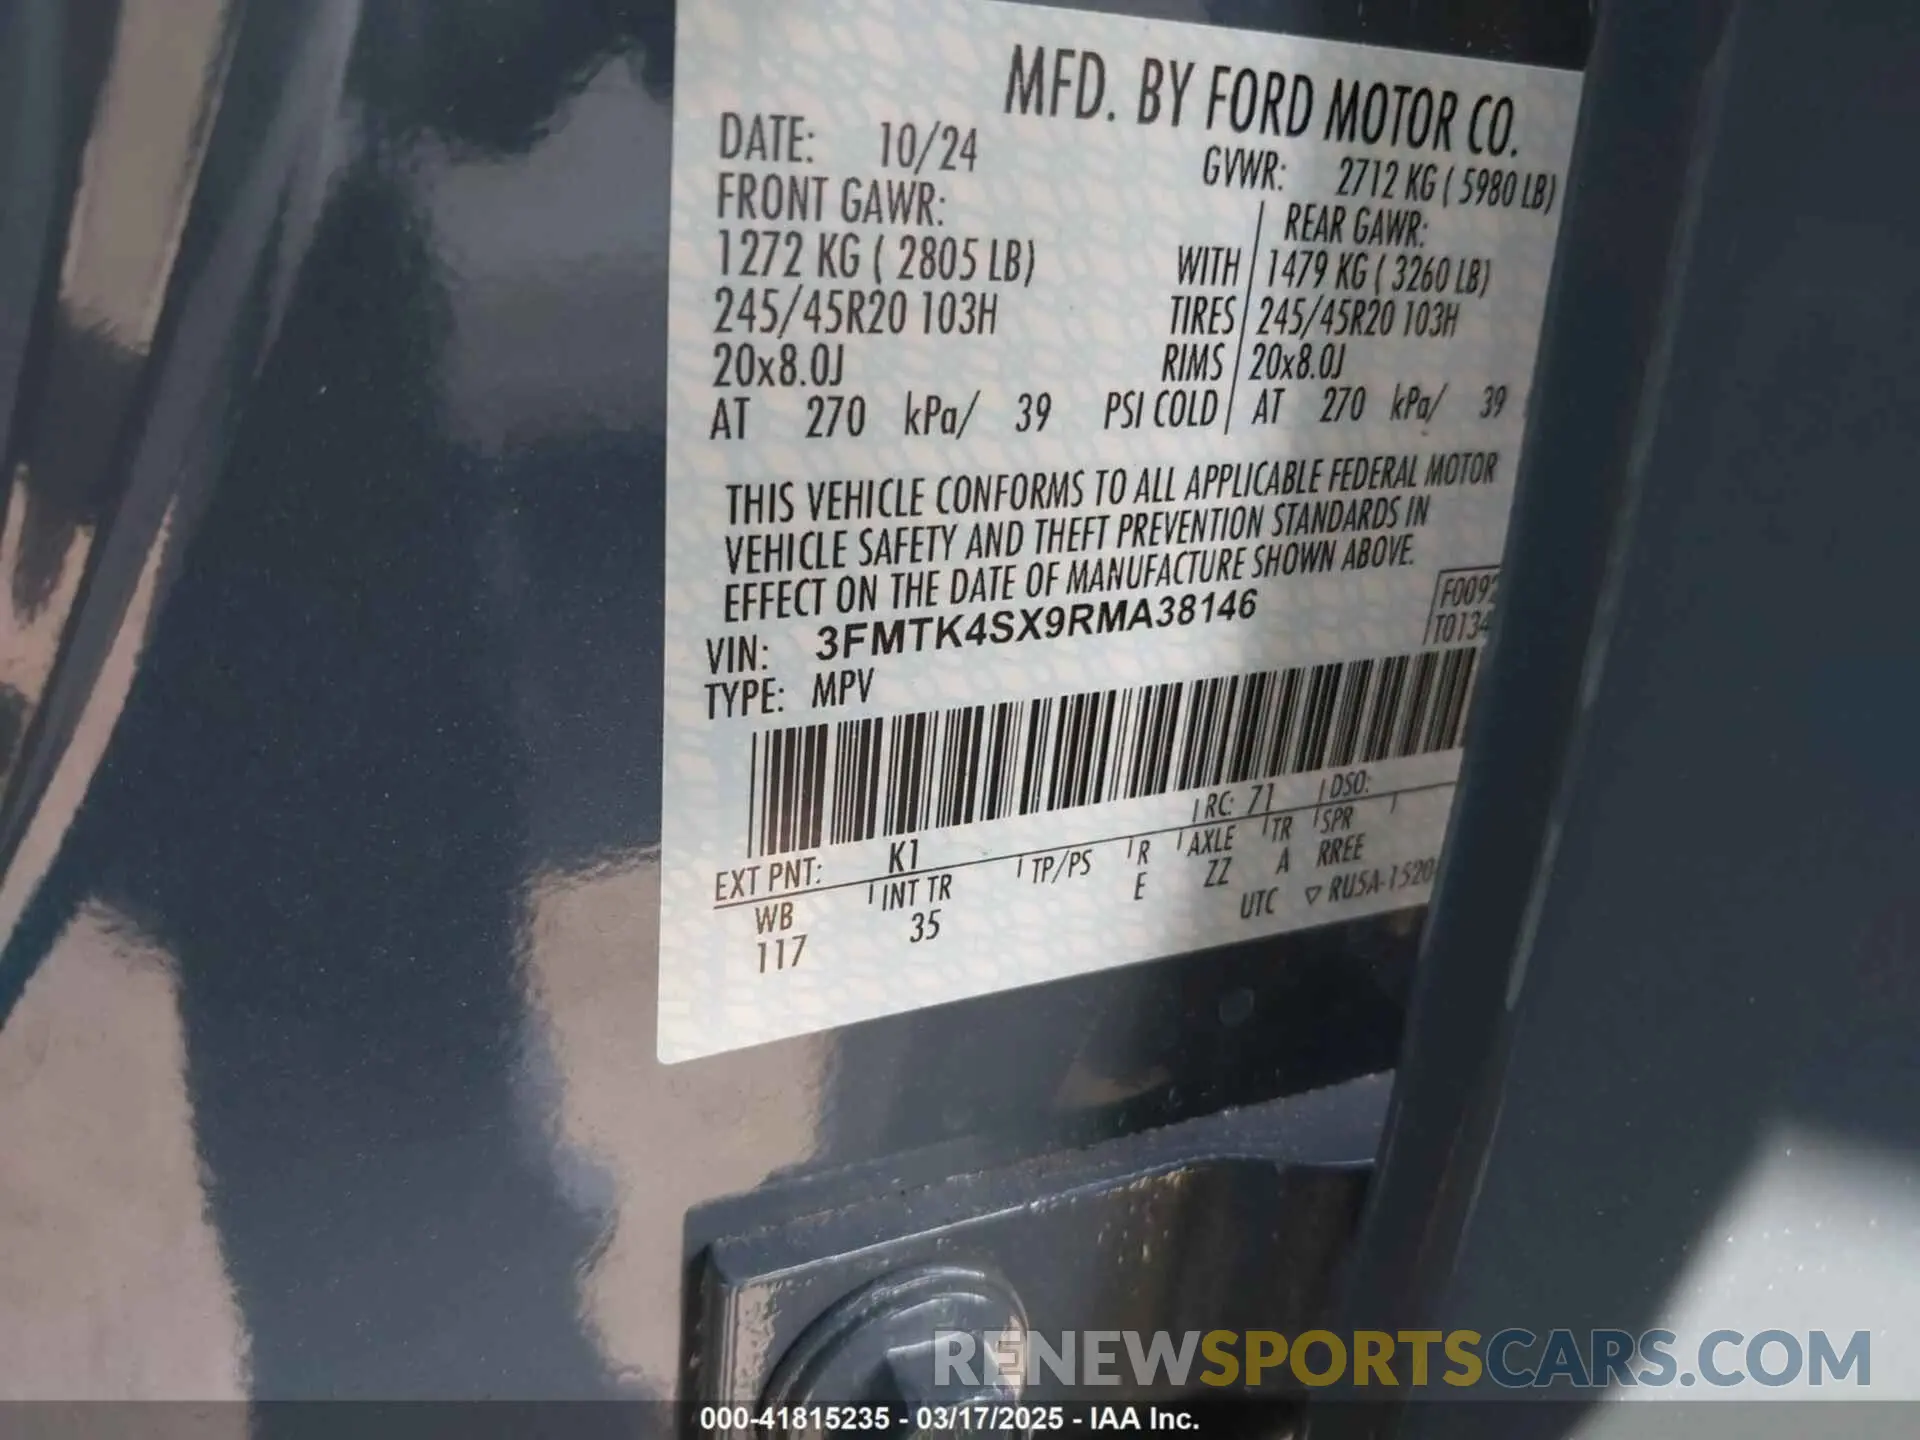 MFD. BY FORD MOTOR CO.
DATE: 10/24 GVWR: 2712 KG ( 5980 LB)
FRONT GAWR: REAR GAWR:
1272 KG ( 2805 LB) WITH 1479 KG ( 3260 LB)
245/45R20 103H TIRES 245/45R20 103H
20x8.0J RIMS 20x8.0J
AT 270 kPa/ 39 PSI COLD AT 270 kPa/ 39
THIS VEHICLE CONFORMS TO ALL APPLICABLE FEDERAL MOTOR
VEHICLE SAFETY AND THEFT PREVENTION STANDARDS IN
EFFECT ON THE DATE OF MANUFACTURE SHOWN ABOVE.
F0092
VIN: 3FMTK4SX9RMA38146 T0134
TYPE: MPV
EXT PNT: K1 RC: 71 DSO:
WB INT TR TP/PS R AXLE TR SPR
117 35 E ZZ A RREE
UTC ▽ RU5A-1520
RENEWSPORTSCARS.COM
000-41815235 - 03/17/2025 - IAA Inc.